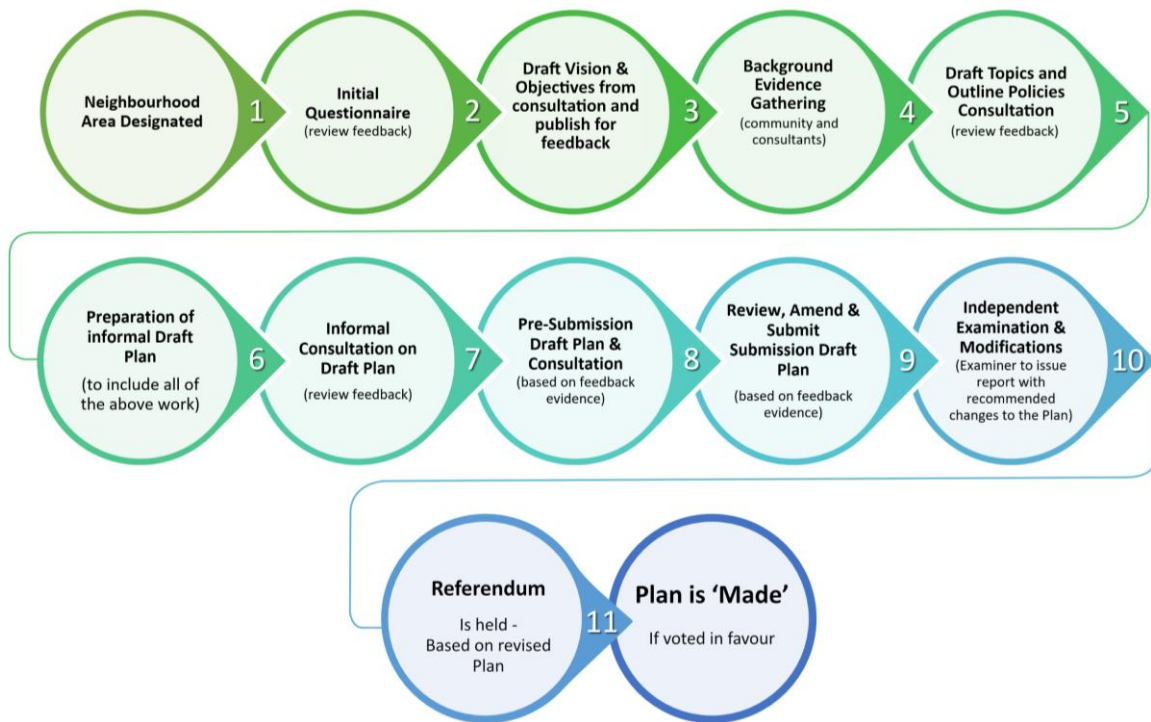 Neighbourhood
Area Designated
1
Initial
Questionnaire
(review feedback)
2
Draft Vision &
Objectives from
consultation and
publish for
feedback
3
Background
Evidence
Gathering
(community and
consultants)
4
Draft Topics and
Outline Policies
Consultation
(review feedback)
5
Preparation of
informal Draft
Plan
(to include all of
the above work)
6
Informal
Consultation on
Draft Plan
(review feedback)
7
Pre-Submission
Draft Plan &
Consultation
(based on feedback
evidence)
8
Review, Amend &
Submit
Submission Draft
Plan
(based on feedback
evidence)
9
Independent
Examination &
Modifications
(Examiner to issue
report with
recommended
changes to the Plan)
10
Referendum
Is held -
Based on revised
Plan
11
Plan is ‘Made’
If voted in favour